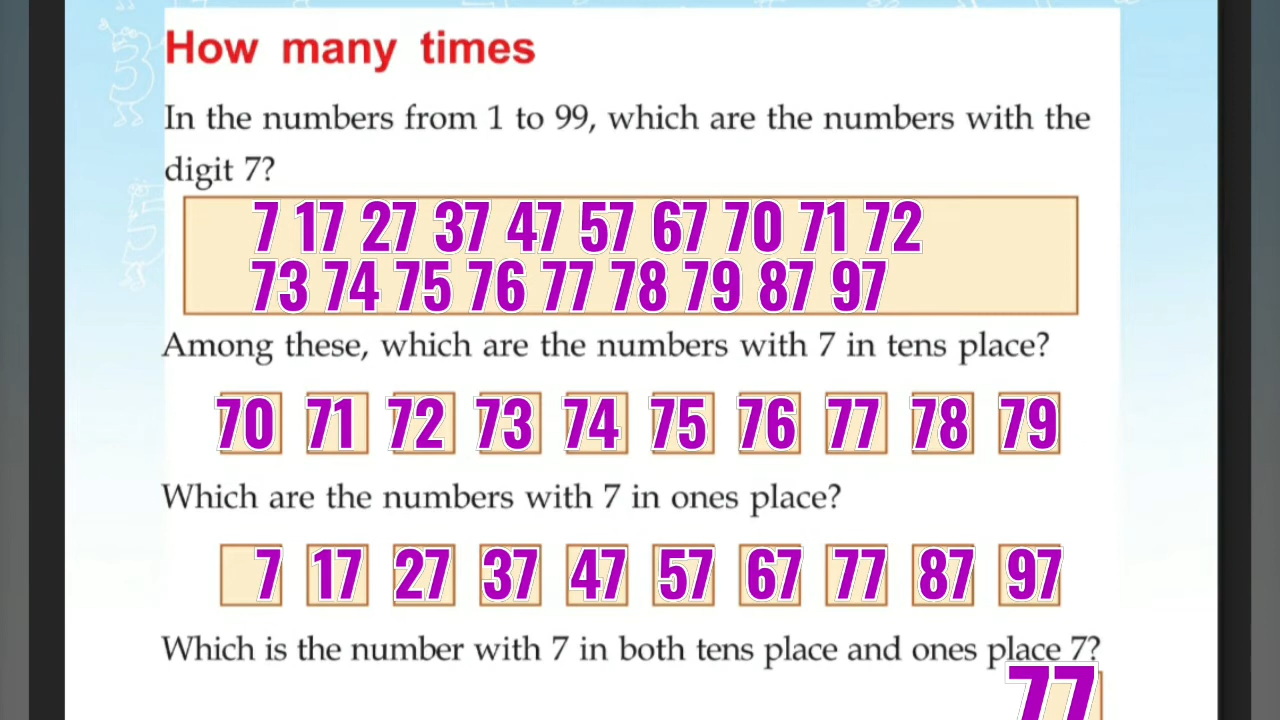 How many times
In the numbers from 1 to 99, which are the numbers with the
digit 7?
7 17 27 37 47 57 67 70 71 72
73 74 75 76 77 78 79 87 97
Among these, which are the numbers with 7 in tens place?
70 71 72 73 74 75 76 77 78 79
Which are the numbers with 7 in ones place?
7 17 27 37 47 57 67 77 87 97
Which is the number with 7 in both tens place and ones place 7?
77